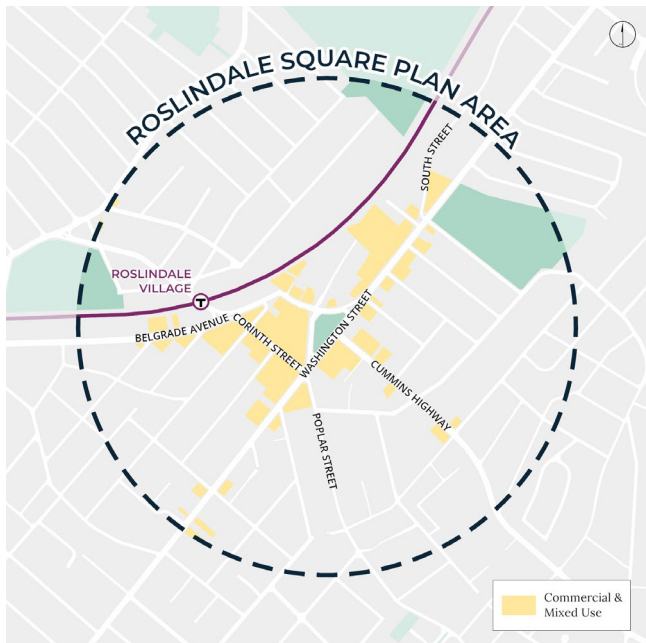 ROSLINDALE SQUARE PLAN AREA
SOUTH STREET
ROSLINDALE
VILLAGE
T
BELGRADE AVENUE
CORINTH STREET
WASHINGTON STREET
CUMMINS HIGHWAY
POPLAR STREET
Commercial &
Mixed Use